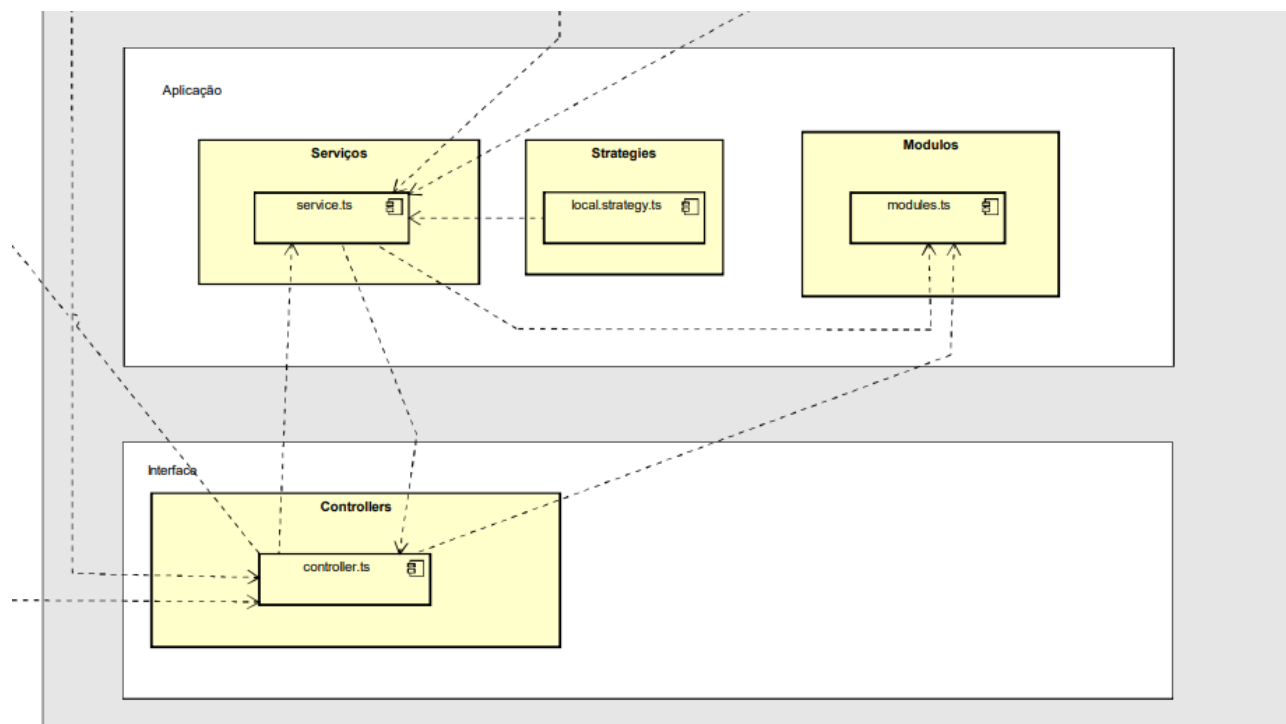 Aplicação
Serviços
service.ts
Strategies
local.strategy.ts
Modulos
modules.ts
Interface
Controllers
controller.ts